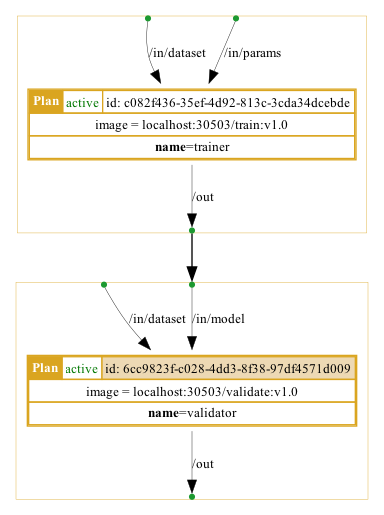 /in/dataset /in/params
Plan active id: c082f436-35ef-4d92-813c-3cda34dcebde
image = localhost:30503/train:v1.0
name=trainer
/out
/in/dataset /in/model
Plan active id: 6cc9823f-c028-4dd3-8f38-97df4571d009
image = localhost:30503/validate:v1.0
name=validator
/out